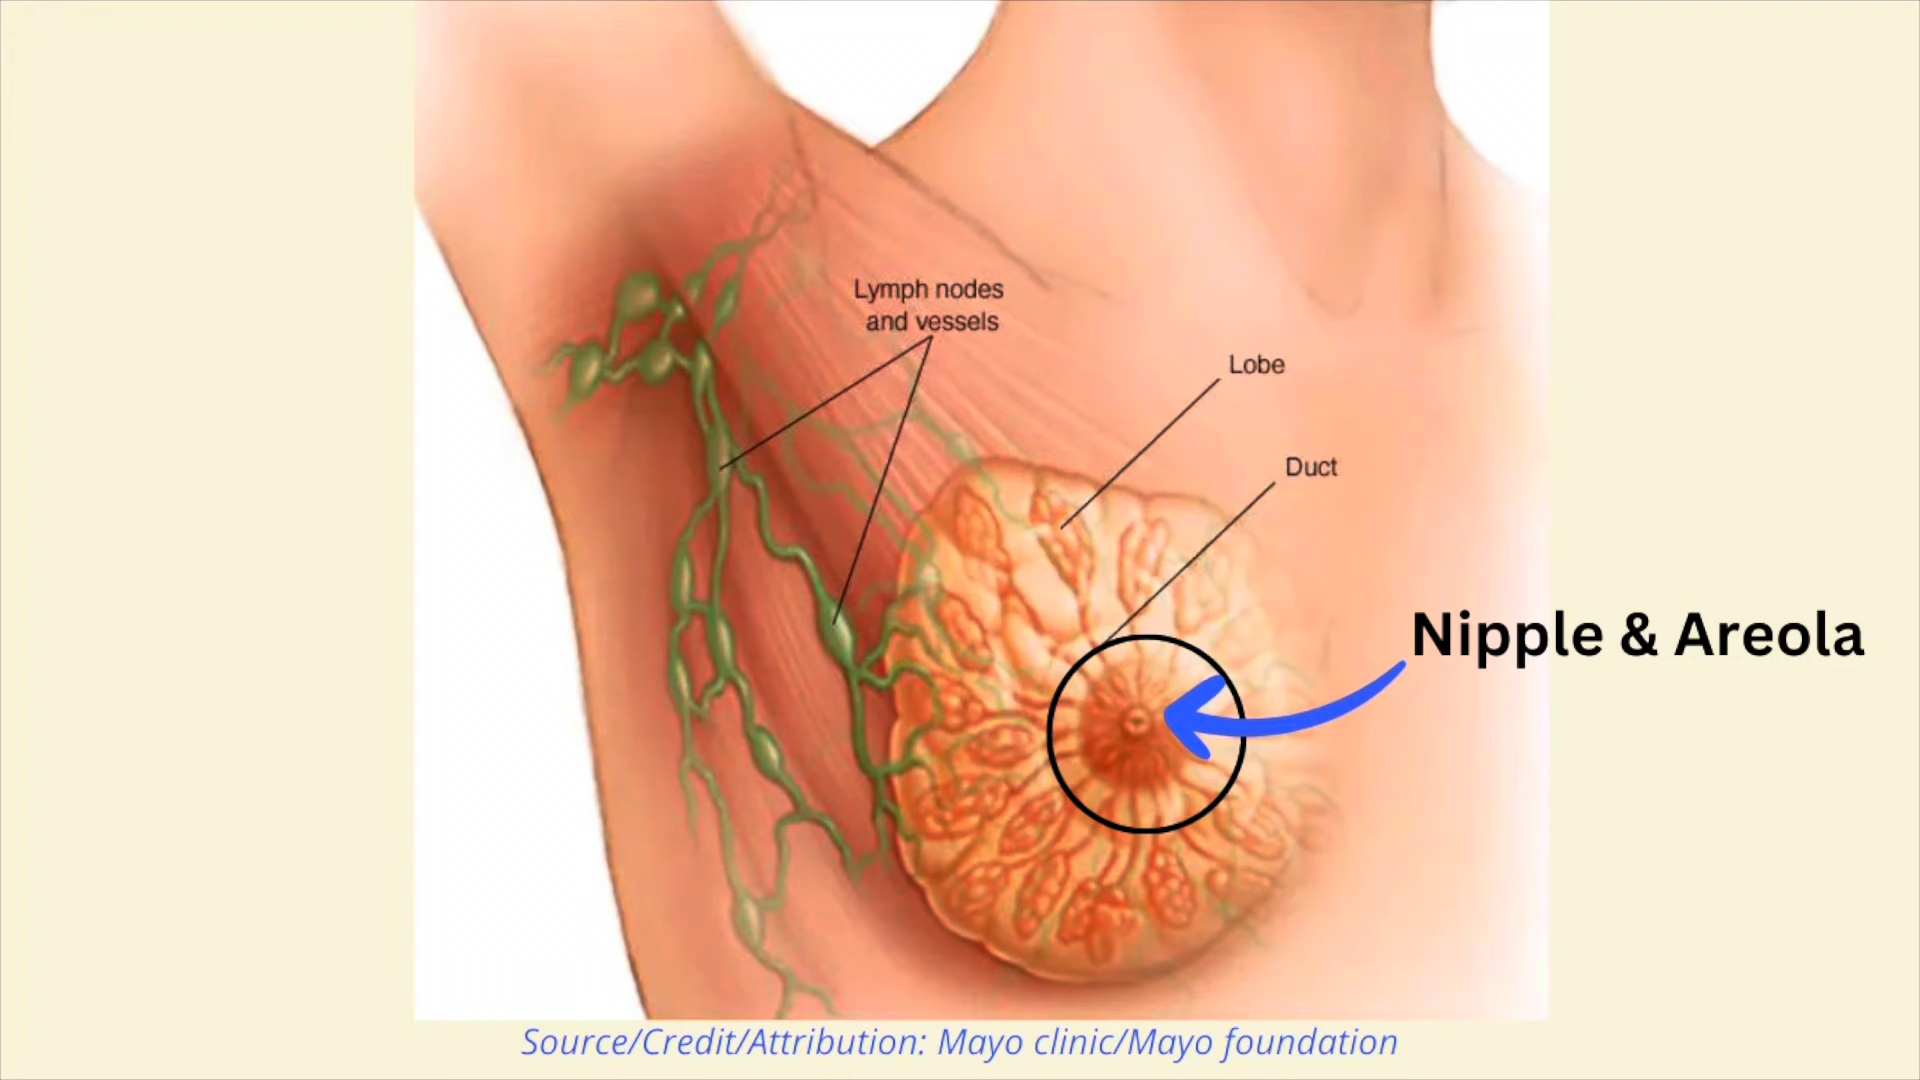 Lymph nodes
and vessels
Lobe
Duct
Nipple & Areola
Source/Credit/Attribution: Mayo clinic/Mayo foundation